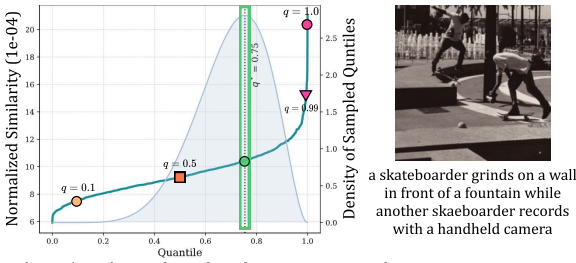 q = 1.0
20
18
16
14
12
10
8
6
Normalized Similarity (1e-04)
q = 0.1
q = 0.5
q* = 0.75
q = 0.99
2.5
2.0
1.5
1.0
0.5
0.0
Density of Sampled Quntiles
0.0 0.2 0.4 0.6 0.8 1.0
Quantile
a skateboarder grinds on a wall
in front of a fountain while
another skaeboarder records
with a handheld camera